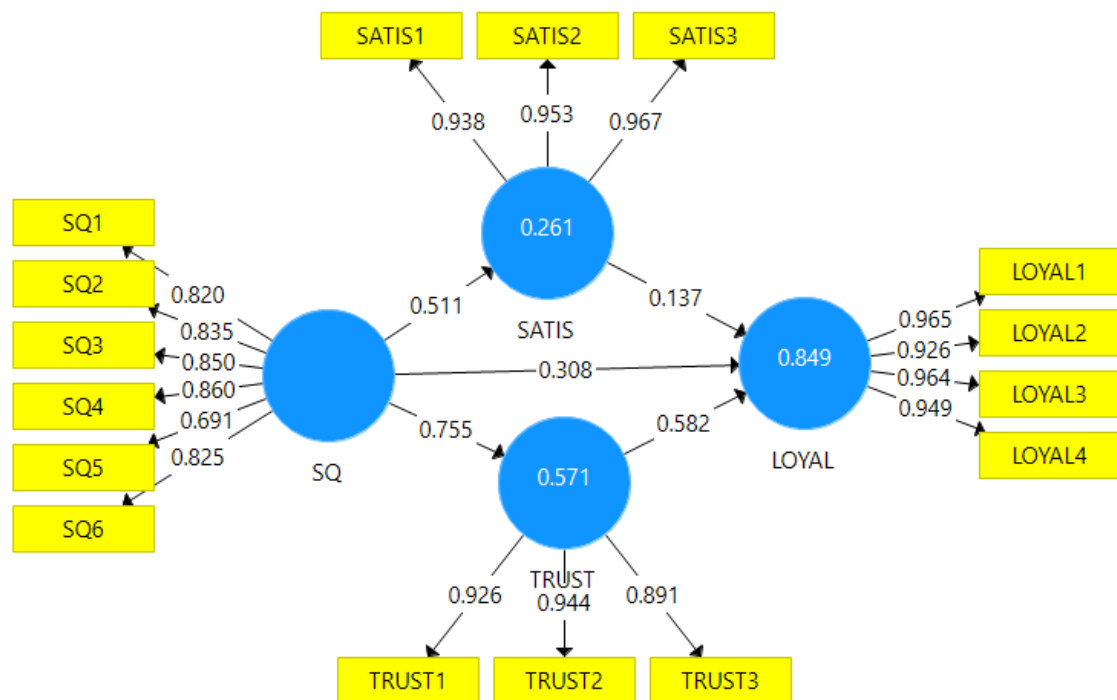 SATIS1
SATIS2
SATIS3
0.938
0.953
0.967
0.261
SATIS
SQ1
SQ2
SQ3
SQ4
SQ5
SQ6
0.820
0.835
0.850
0.860
0.691
0.825
SQ
0.511
0.308
0.755
0.137
0.582
0.849
LOYAL
0.965
0.926
0.964
0.949
LOYAL1
LOYAL2
LOYAL3
LOYAL4
0.571
TRUST
0.926
0.944
0.891
TRUST1
TRUST2
TRUST3